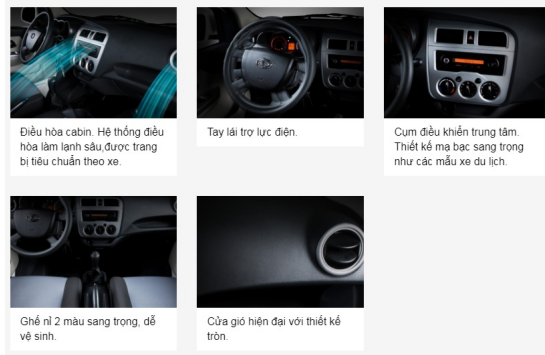 Điều hòa cabin. Hệ thống điều
hòa làm lạnh sâu,được trang
bị tiêu chuẩn theo xe.
Tay lái trợ lực điện.
Cụm điều khiển trung tâm.
Thiết kế mạ bạc sang trọng
như các mẫu xe du lịch.
Ghế nỉ 2 màu sang trọng, dễ
vệ sinh.
Cửa gió hiện đại với thiết kế
tròn.